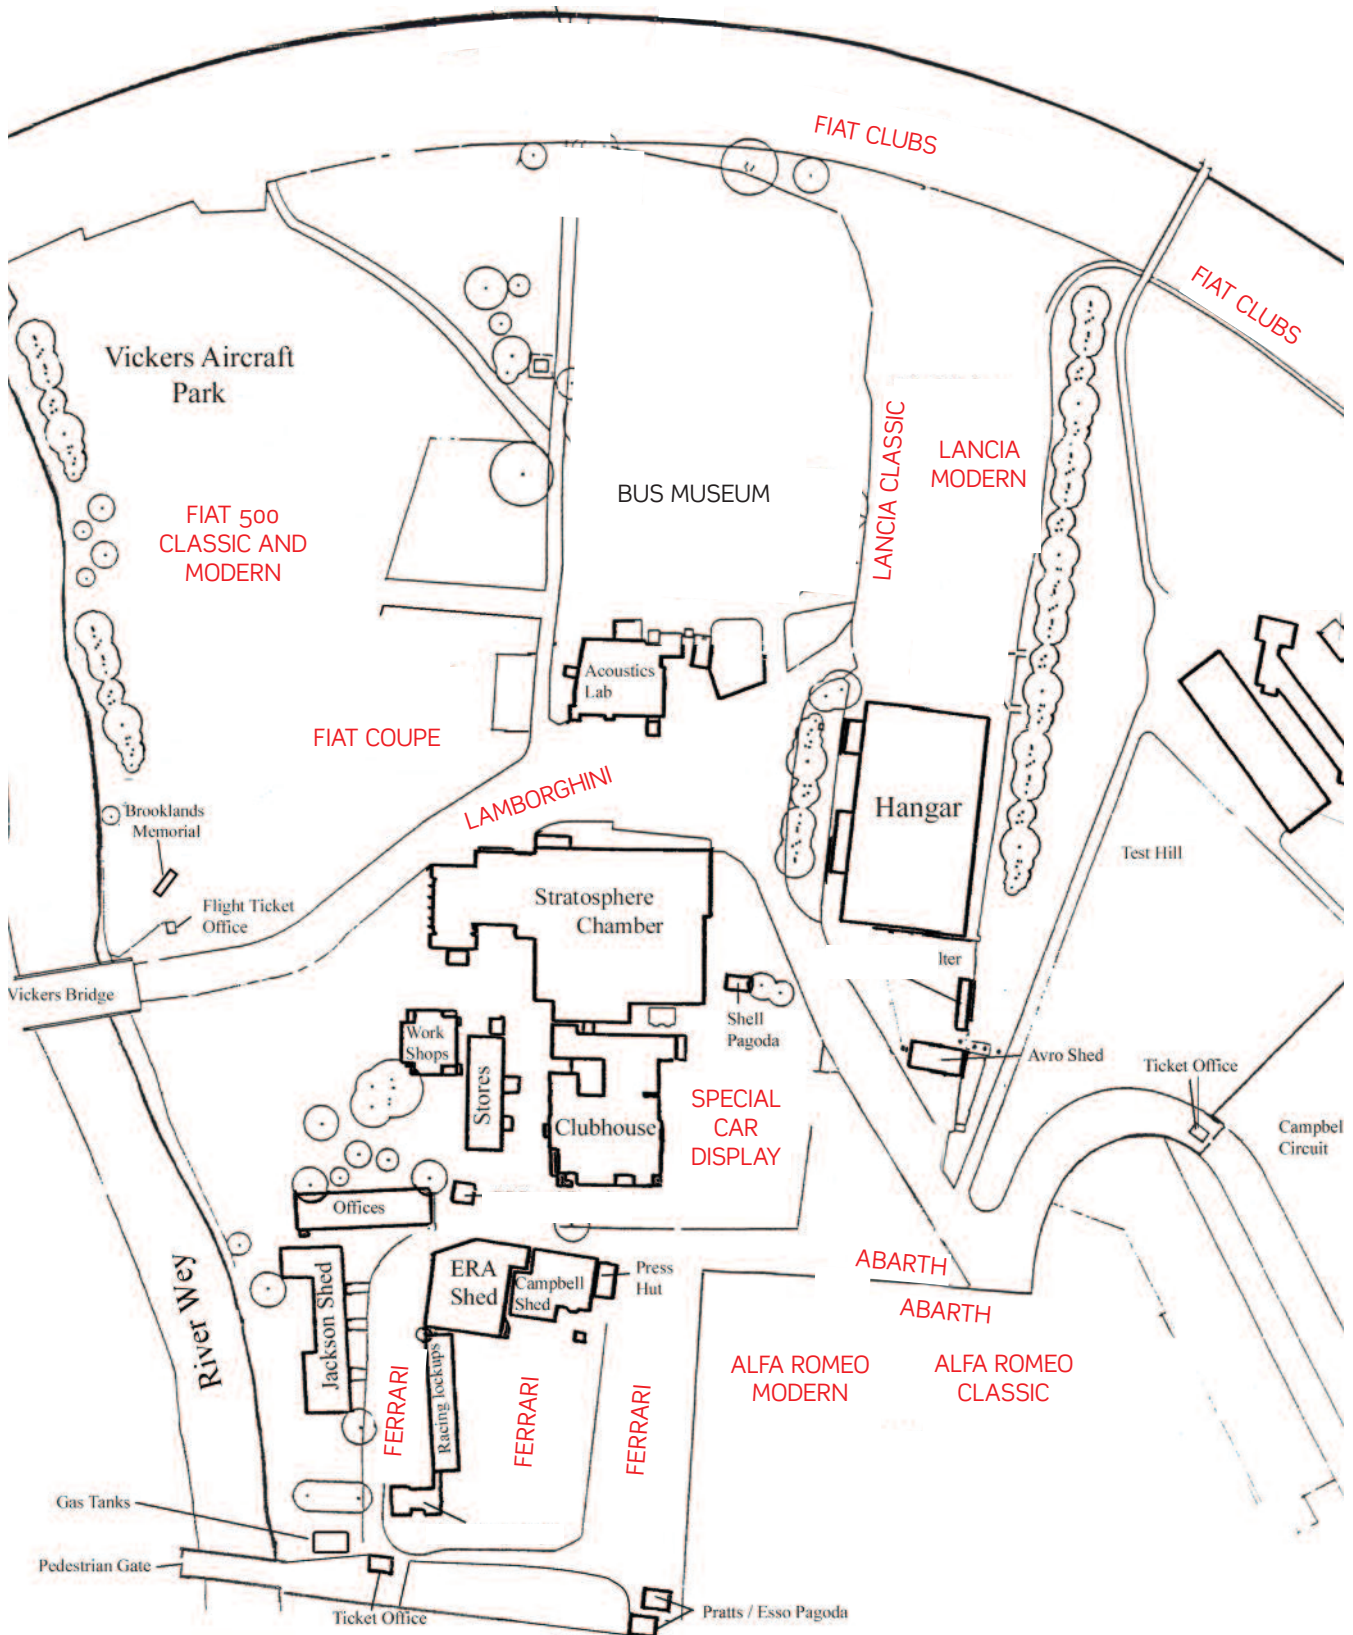 FIAT CLUBS
FIAT CLUBS
Vickers Aircraft
Park
LANCIA CLASSIC
LANCIA
MODERN
BUS MUSEUM
FIAT 500
CLASSIC AND
MODERN
Acoustics
Lab
FIAT COUPE
LAMBORGHINI
Hangar
Brooklands
Memorial
Test Hill
Flight Ticket
Office
Stratosphere
Chamber
lter
Vickers Bridge
Shell
Pagoda
Work
Shops
Stores
Avro Shed
Ticket Office
SPECIAL
CAR
DISPLAY
Clubhouse
Campbel
Circuit
Offices
River Wey
Jackson Shed
ERA
Shed
Campbell
Shed
Press
Hut
ABARTH
ABARTH
FERRARI
Racing lockups
FERRARI
FERRARI
ALFA ROMEO
MODERN
ALFA ROMEO
CLASSIC
Gas Tanks
Pedestrian Gate
Ticket Office
Pratts / Esso Pagoda